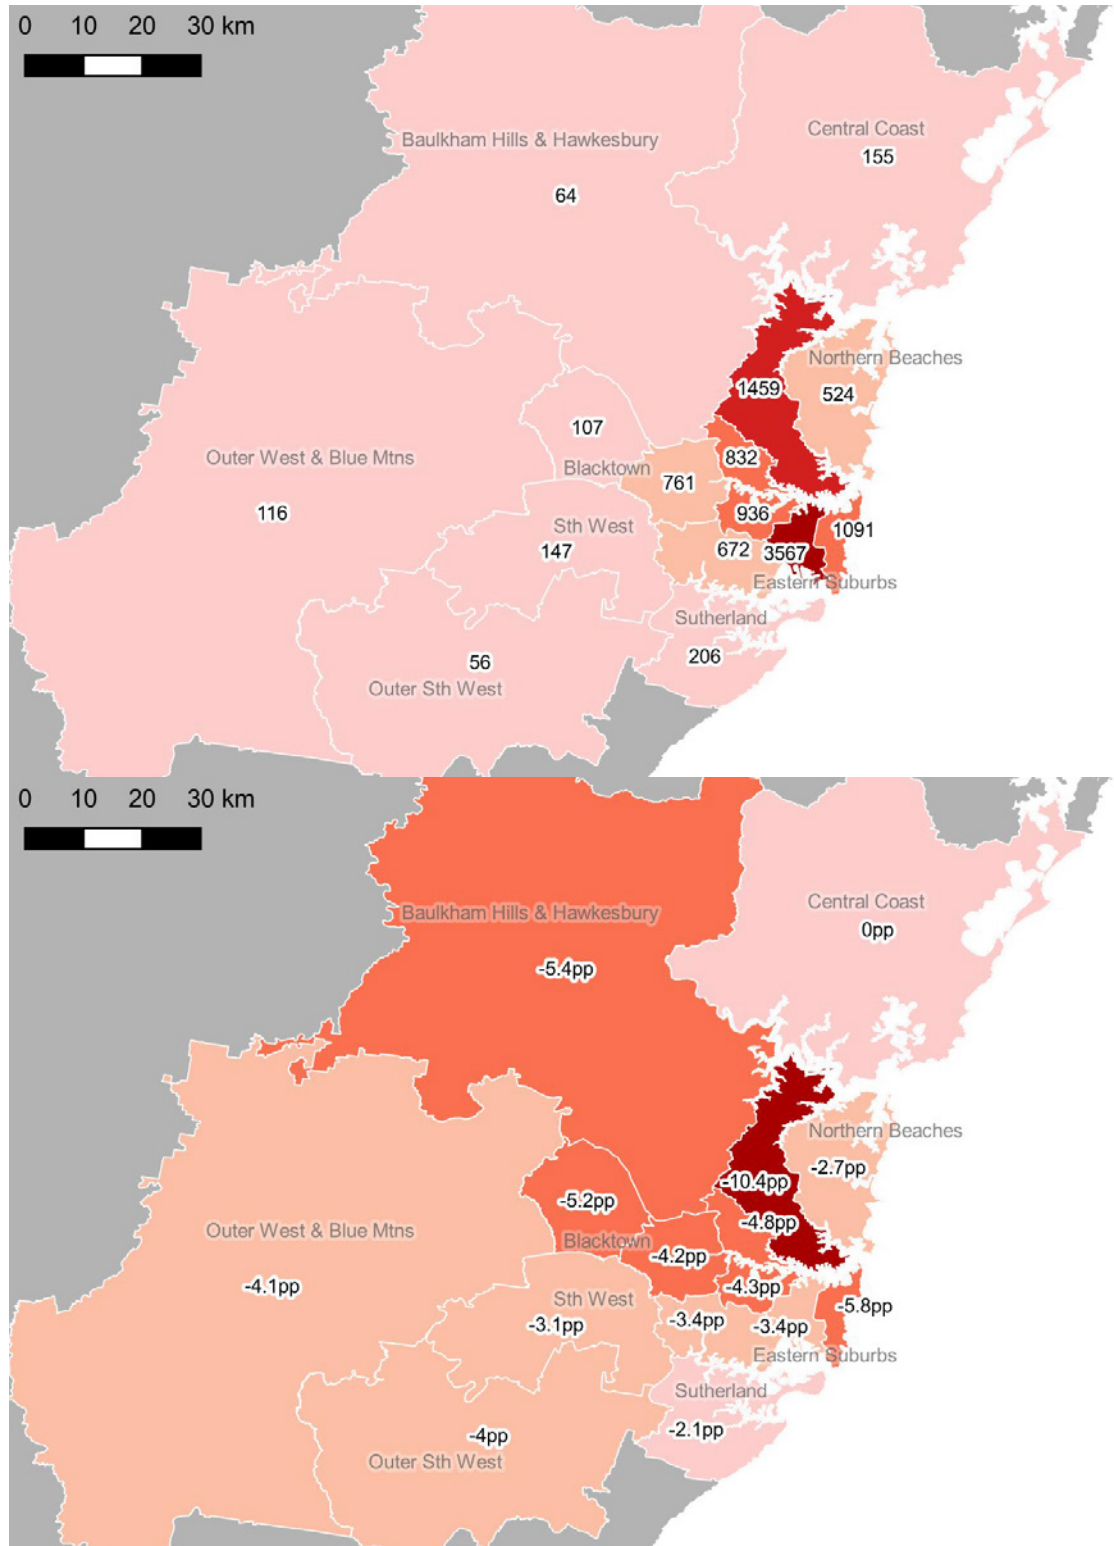 0 10 20 30 km
Central Coast
Baulkham Hills & Hawkesbury
155
64
Northern Beaches
1459
524
107
832
Outer West & Blue Mtns
Blacktown
761
116
936
Sth West
1091
147
672
3567
Eastern Suburbs
Sutherland
206
56
Outer Sth West
0 10 20 30 km
Central Coast
Baulkham Hills & Hawkesbury
0pp
-5.4pp
Northern Beaches
-2.7pp
-10.4pp
-5.2pp
-4.8pp
Outer West & Blue Mtns
Blacktown
-4.2pp
-4.1pp
-4.3pp
Sth West
-5.8pp
-3.1pp
-3.4pp
-3.4pp
Eastern Suburbs
Sutherland
-2.1pp
-4pp
Outer Sth West